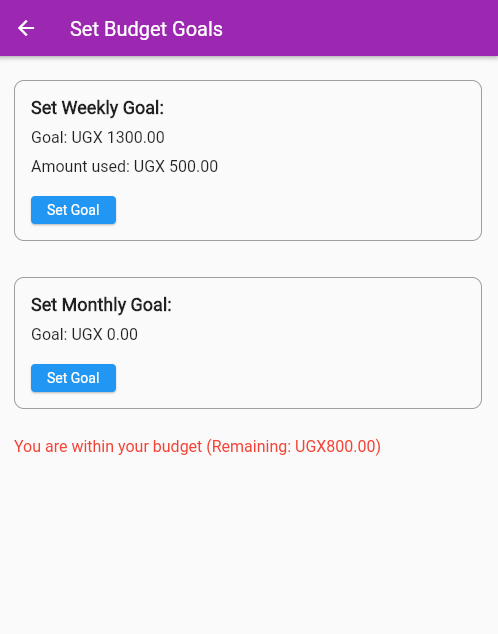 Set Budget Goals
Set Weekly Goal:
Goal: UGX 1300.00
Amount used: UGX 500.00
Set Goal
Set Monthly Goal:
Goal: UGX 0.00
Set Goal
You are within your budget (Remaining: UGX800.00)